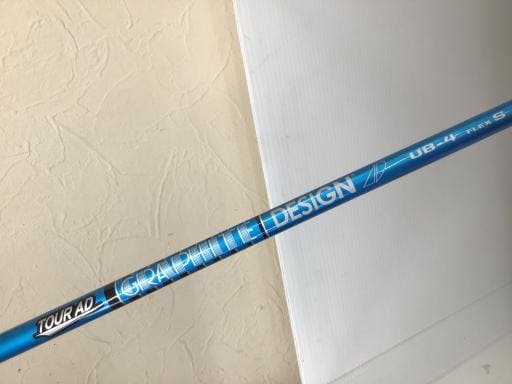 TOUR AD GRAPHITE DESIGN UB-4 FLEX S